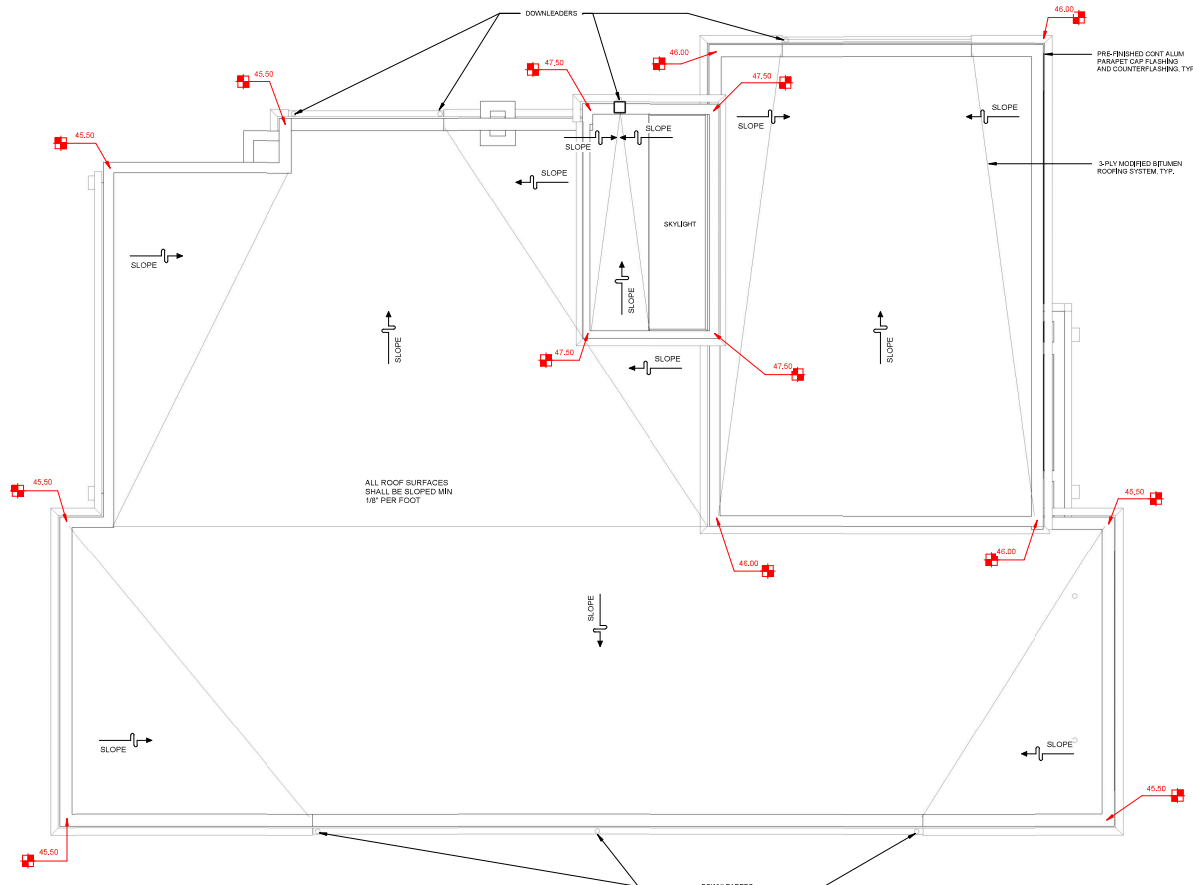 DOWNLEADERS
46.00
46.00
PRE-FINISHED CONT ALUM
PARAPET CAP FLASHING
AND COUNTERFLASHING, TYP
45.50
47.50
47.50
SLOPE
SLOPE
SLOPE
SLOPE
45.50
3-PLY MODIFIED BITUMEN
ROOFING SYSTEM, TYP.
SLOPE
SKYLIGHT
SLOPE
SLOPE
SLOPE
SLOPE
SLOPE
47.50
47.50
45.50
ALL ROOF SURFACES
SHALL BE SLOPED MIN
1/8" PER FOOT
45.50
46.00
46.00
SLOPE
SLOPE
SLOPE
45.50
45.50